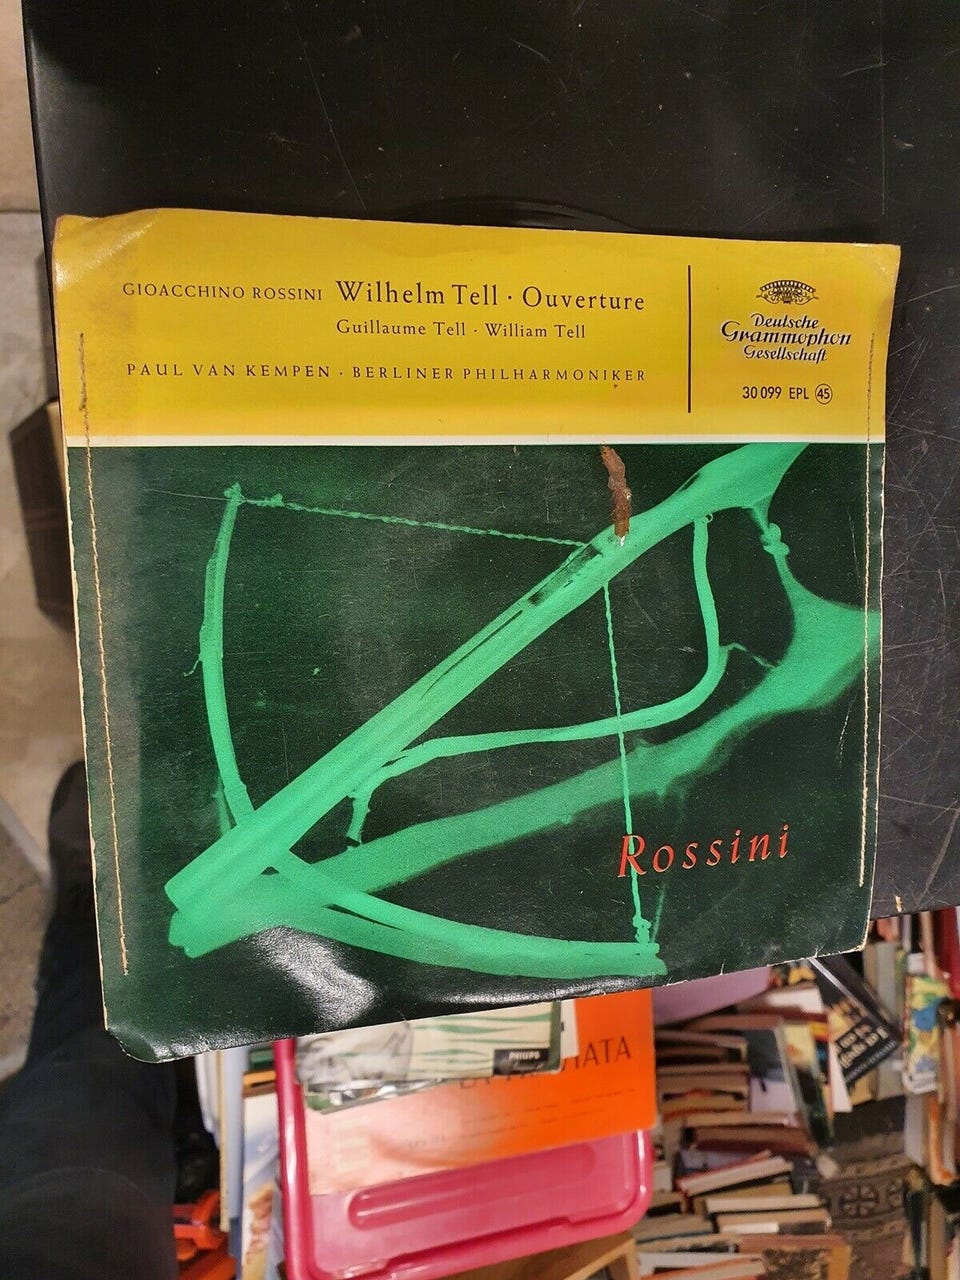 GIOACCHINO ROSSINI Wilhelm Tell · Ouverture
Guillaume Tell · William Tell
PAUL VAN KEMPEN · BERLINER PHILHARMONIKER
Deutsche
Grammophon
Gesellschaft
30 099 EPL 45
Rossini
PHILIPS